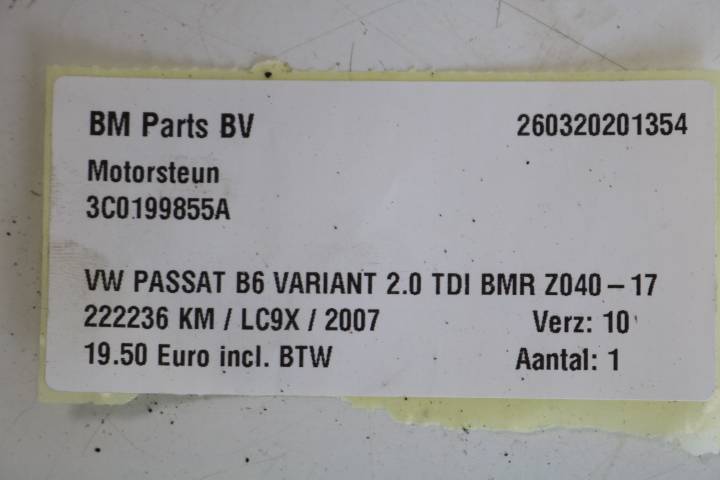 BM Parts BV 260320201354
Motorsteun
3C0199855A
VW PASSAT B6 VARIANT 2.0 TDI BMR Z040-17
222236 KM / LC9X / 2007 Verz: 10
19.50 Euro incl. BTW Aantal: 1